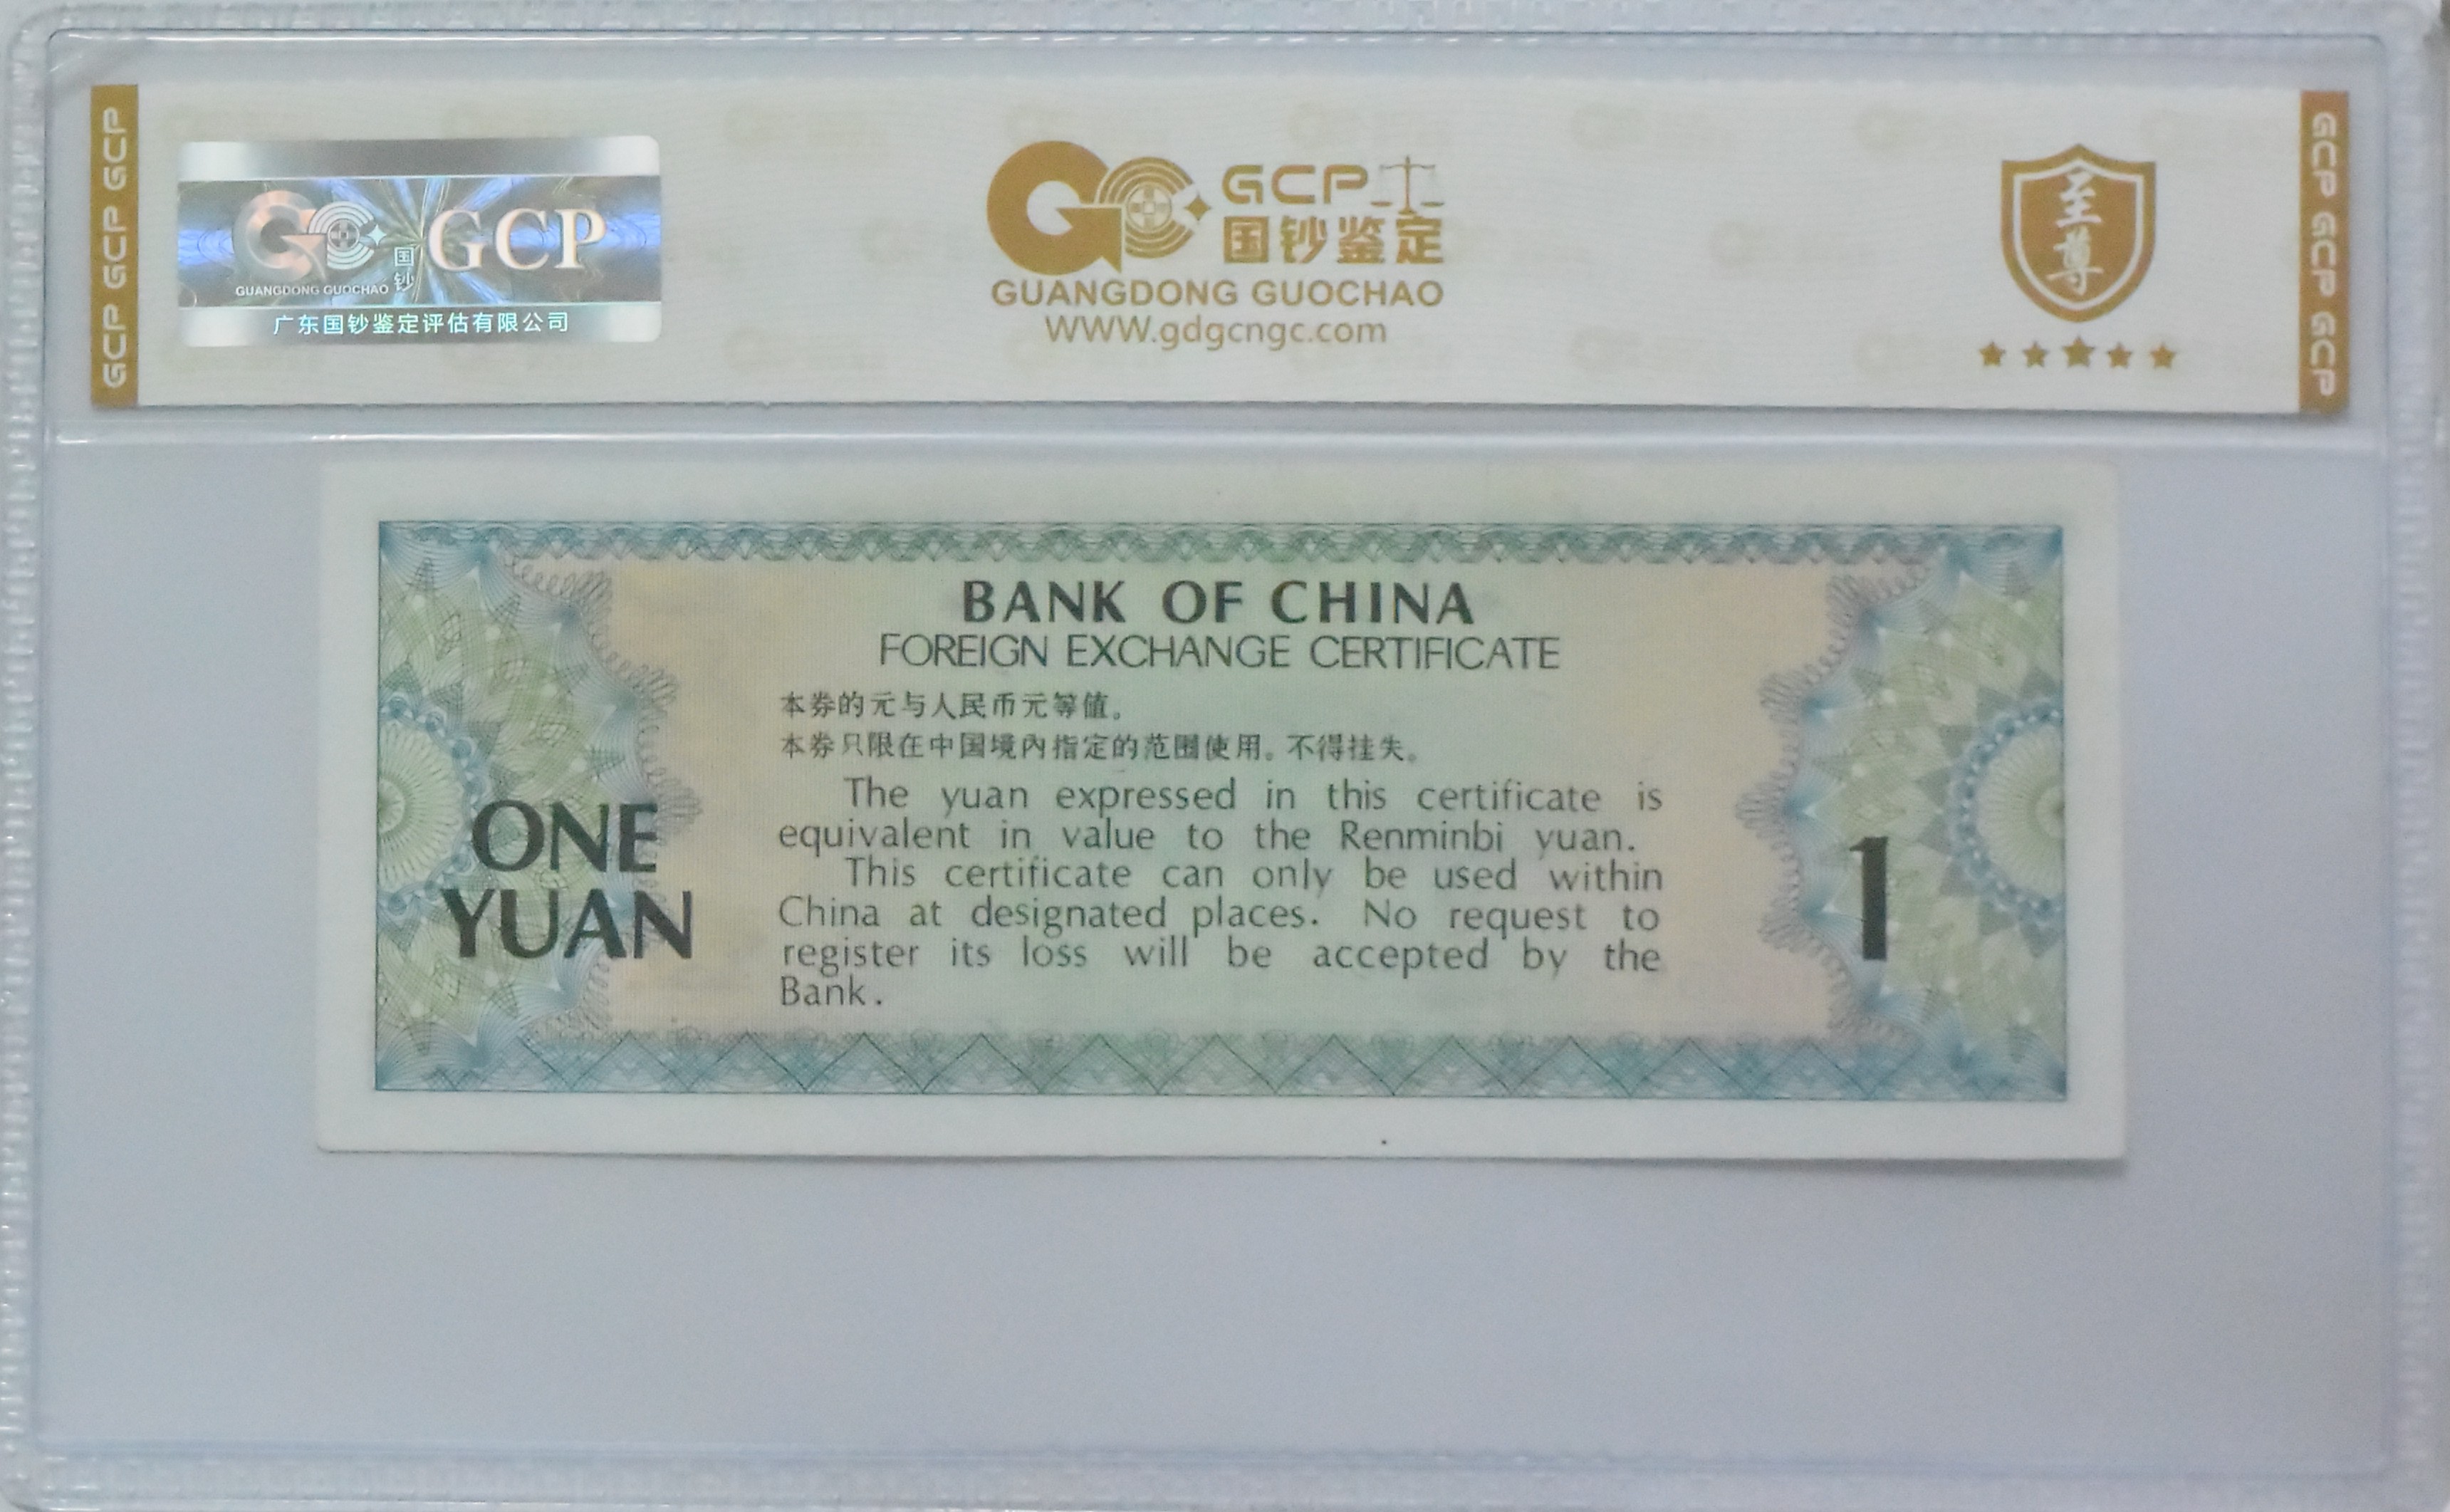 GCP GCP GCP
GCP
国钞
GUANGDONG GUOCHAO
广东国钞鉴定评估有限公司
GCP
国钞鉴定
GUANGDONG GUOCHAO
WWW.gdgcngc.com
至尊
GCP GCP GCP
BANK OF CHINA
FOREIGN EXCHANGE CERTIFICATE
本券的元与人民币元等值。
本券只限在中国境内指定的范围使用。不得挂失。
The yuan expressed in this certificate is
equivalent in value to the Renminbi yuan.
This certificate can only be used within
China at designated places. No request to
register its loss will be accepted by the
Bank.
ONE
YUAN
1